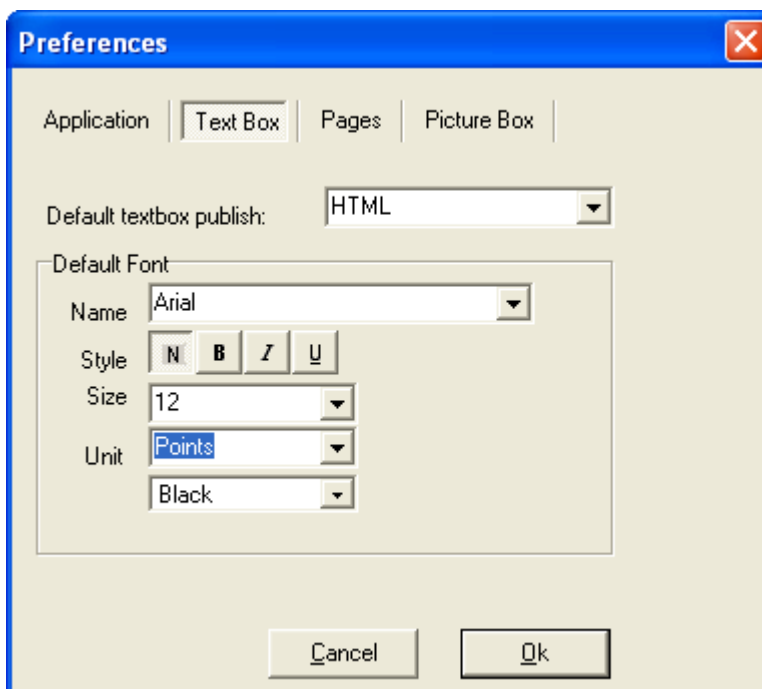 Preferences
Application Text Box Pages Picture Box
Default textbox publish: HTML
Default Font
Name Arial
Style N B I U
Size 12
Unit Points
Black
Cancel Ok